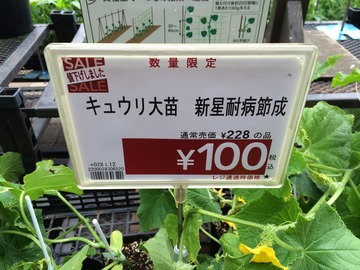 数量限定
SALE
値下げしました
SALE
キュウリ大苗 新星耐病節成
通常売価 ¥228 の品
¥100 税込
レジ通過時価格